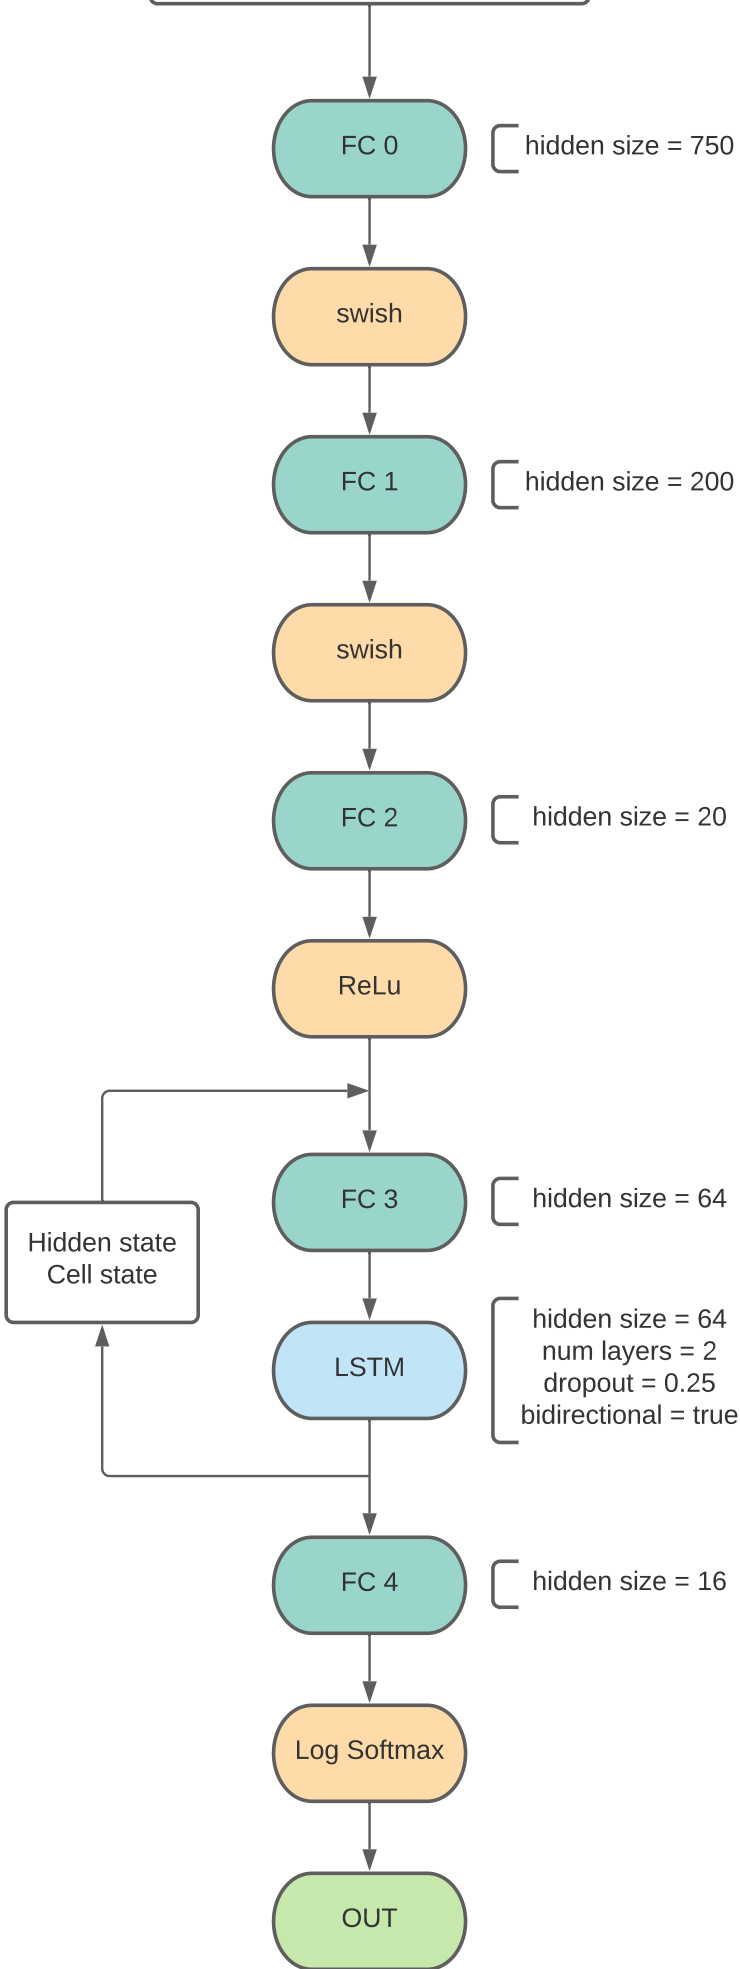 FC 0
hidden size = 750
swish
FC 1
hidden size = 200
swish
FC 2
hidden size = 20
ReLu
FC 3
hidden size = 64
Hidden state
Cell state
LSTM
hidden size = 64
num layers = 2
dropout = 0.25
bidirectional = true
FC 4
hidden size = 16
Log Softmax
OUT